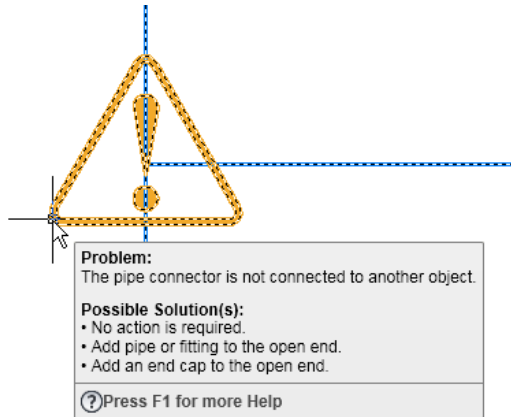 Problem:
The pipe connector is not connected to another object.
Possible Solution(s):
• No action is required.
• Add pipe or fitting to the open end.
• Add an end cap to the open end.
?Press F1 for more Help